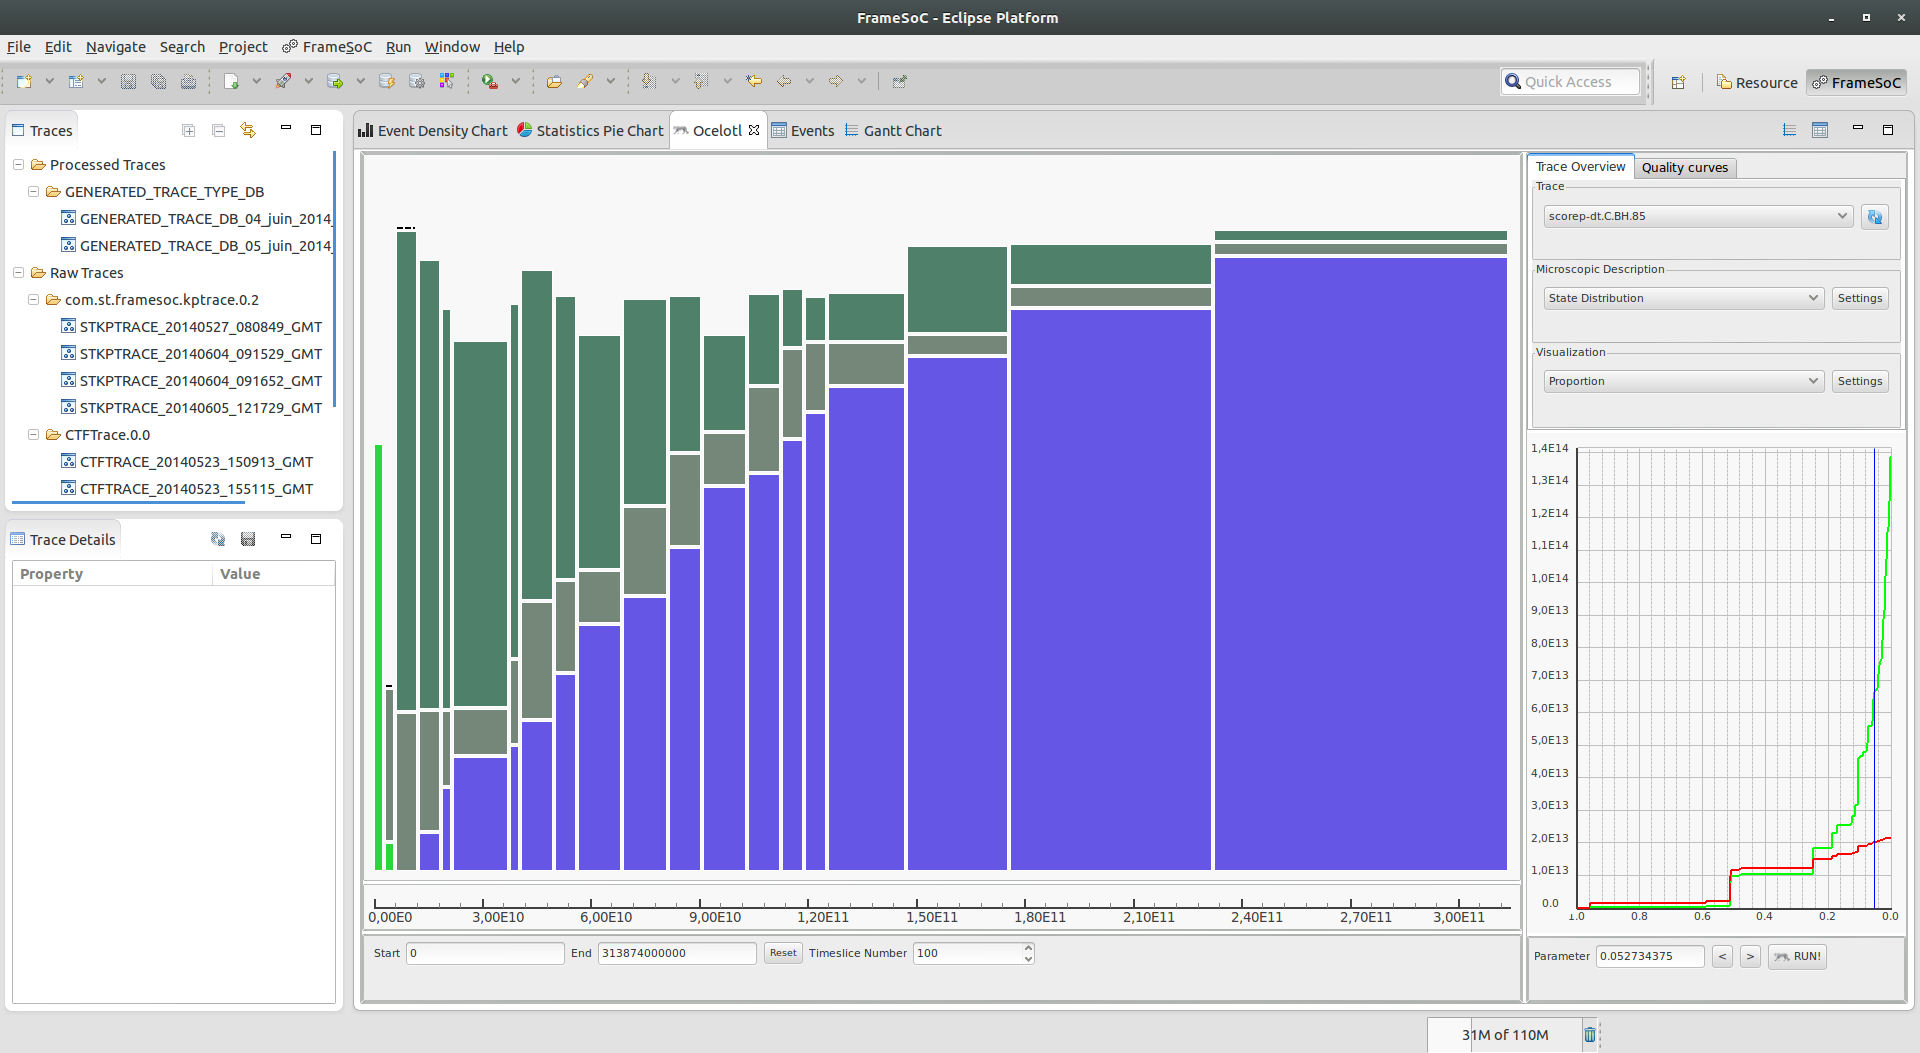 FrameSoC - Eclipse Platform
File Edit Navigate Search Project FrameSoC Run Window Help
Quick Access Resource FrameSoC
Traces
Processed Traces
GENERATED_TRACE_TYPE_DB
GENERATED_TRACE_DB_04_juin_2014_
GENERATED_TRACE_DB_05_juin_2014_
Raw Traces
com.st.framesoc.kptrace.0.2
STKPTRACE_20140527_080849_GMT
STKPTRACE_20140604_091529_GMT
STKPTRACE_20140604_091652_GMT
STKPTRACE_20140605_121729_GMT
CTFTrace.0.0
CTFTRACE_20140523_150913_GMT
CTFTRACE_20140523_155115_GMT
Trace Details
Property Value
Event Density Chart Statistics Pie Chart Ocelotl Events Gantt Chart
0,00E0 3,00E10 6,00E10 9,00E10 1,20E11 1,50E11 1,80E11 2,10E11 2,40E11 2,70E11 3,00E11
Start 0 End 313874000000 Reset Timeslice Number 100
Trace Overview Quality curves
Trace
scorep-dt.C.BH.85
Microscopic Description
State Distribution Settings
Visualization
Proportion Settings
1,4E14
1,3E14
1,2E14
1,1E14
1,0E14
9,0E13
8,0E13
7,0E13
6,0E13
5,0E13
4,0E13
3,0E13
2,0E13
1,0E13
0.0
1.0 0.8 0.6 0.4 0.2 0.0
Parameter 0.052734375 < > RUN!
31M of 110M